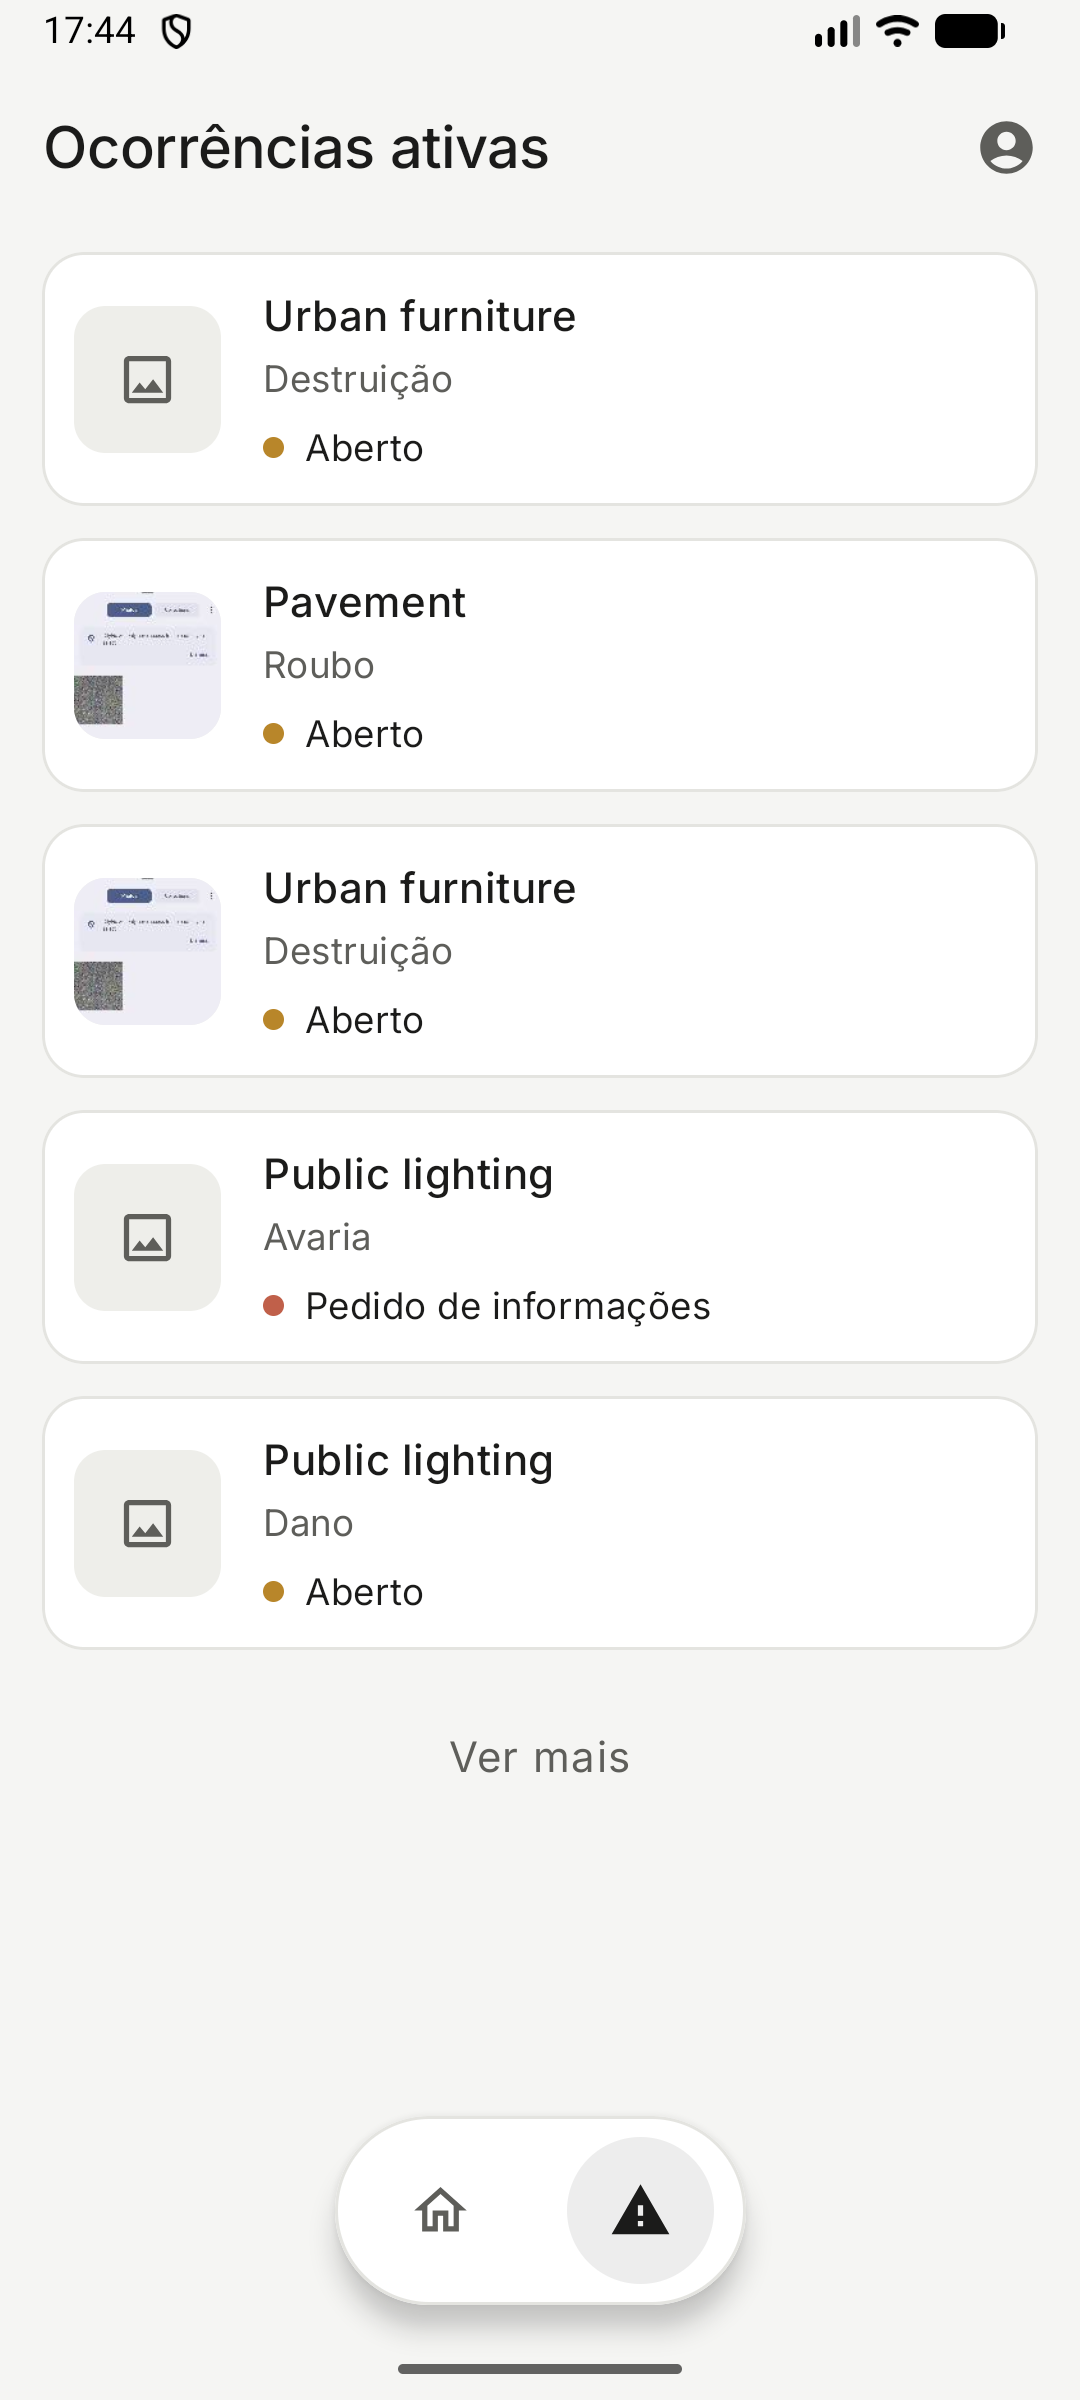 17:44
Ocorrências ativas
Urban furniture
Destruição
Aberto
Pavement
Roubo
Aberto
Urban furniture
Destruição
Aberto
Public lighting
Avaria
Pedido de informações
Public lighting
Dano
Aberto
Ver mais